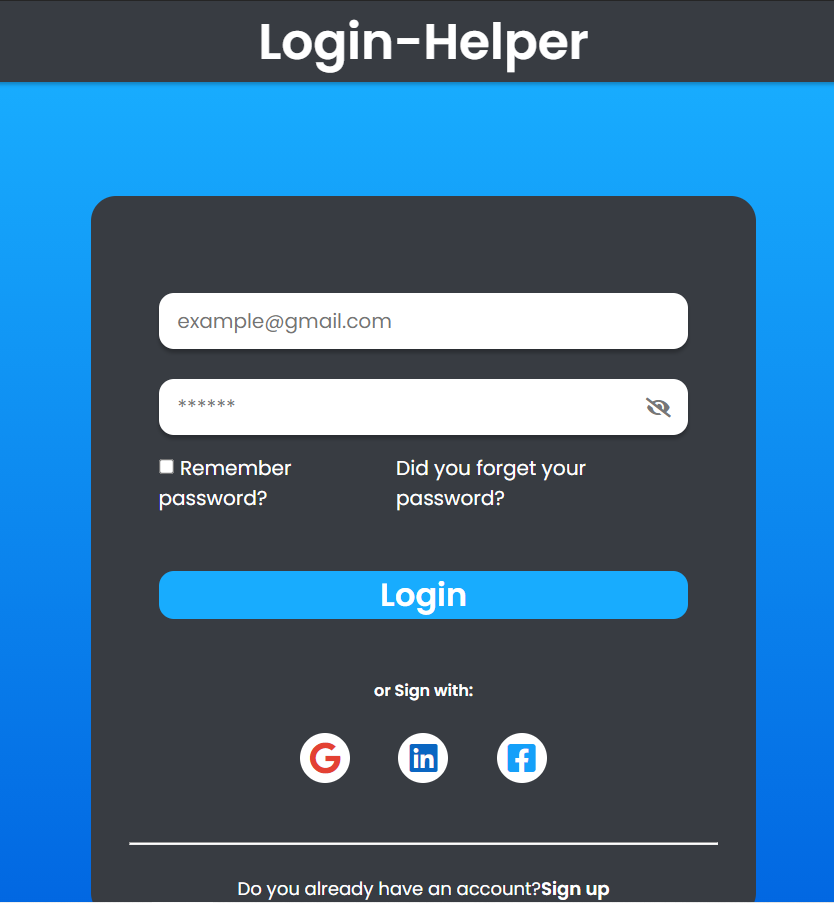 Login-Helper
example@gmail.com
******
Remember Did you forget your
password? password?
Login
or Sign with:
G in f
Do you already have an account?Sign up